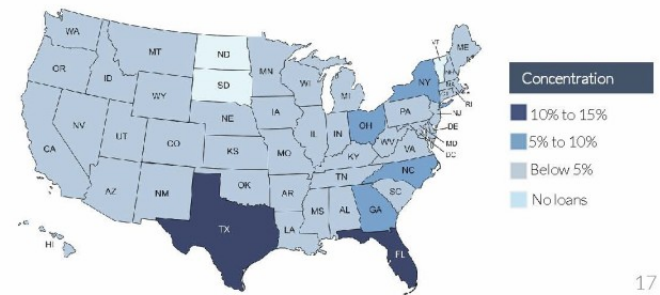 WA
MT
ND
MN
VT
ME
OR
ID
SD
WI
MI
NY
WY
NE
IA
PA
RI
NJ
NV
UT
CO
IL
IN
OH
WV
VA
DE
MD
DC
CA
KS
MO
KY
NC
AZ
NM
OK
AR
TN
SC
TX
LA
MS
AL
GA
FL
HI
Concentration
10% to 15%
5% to 10%
Below 5%
No loans
17